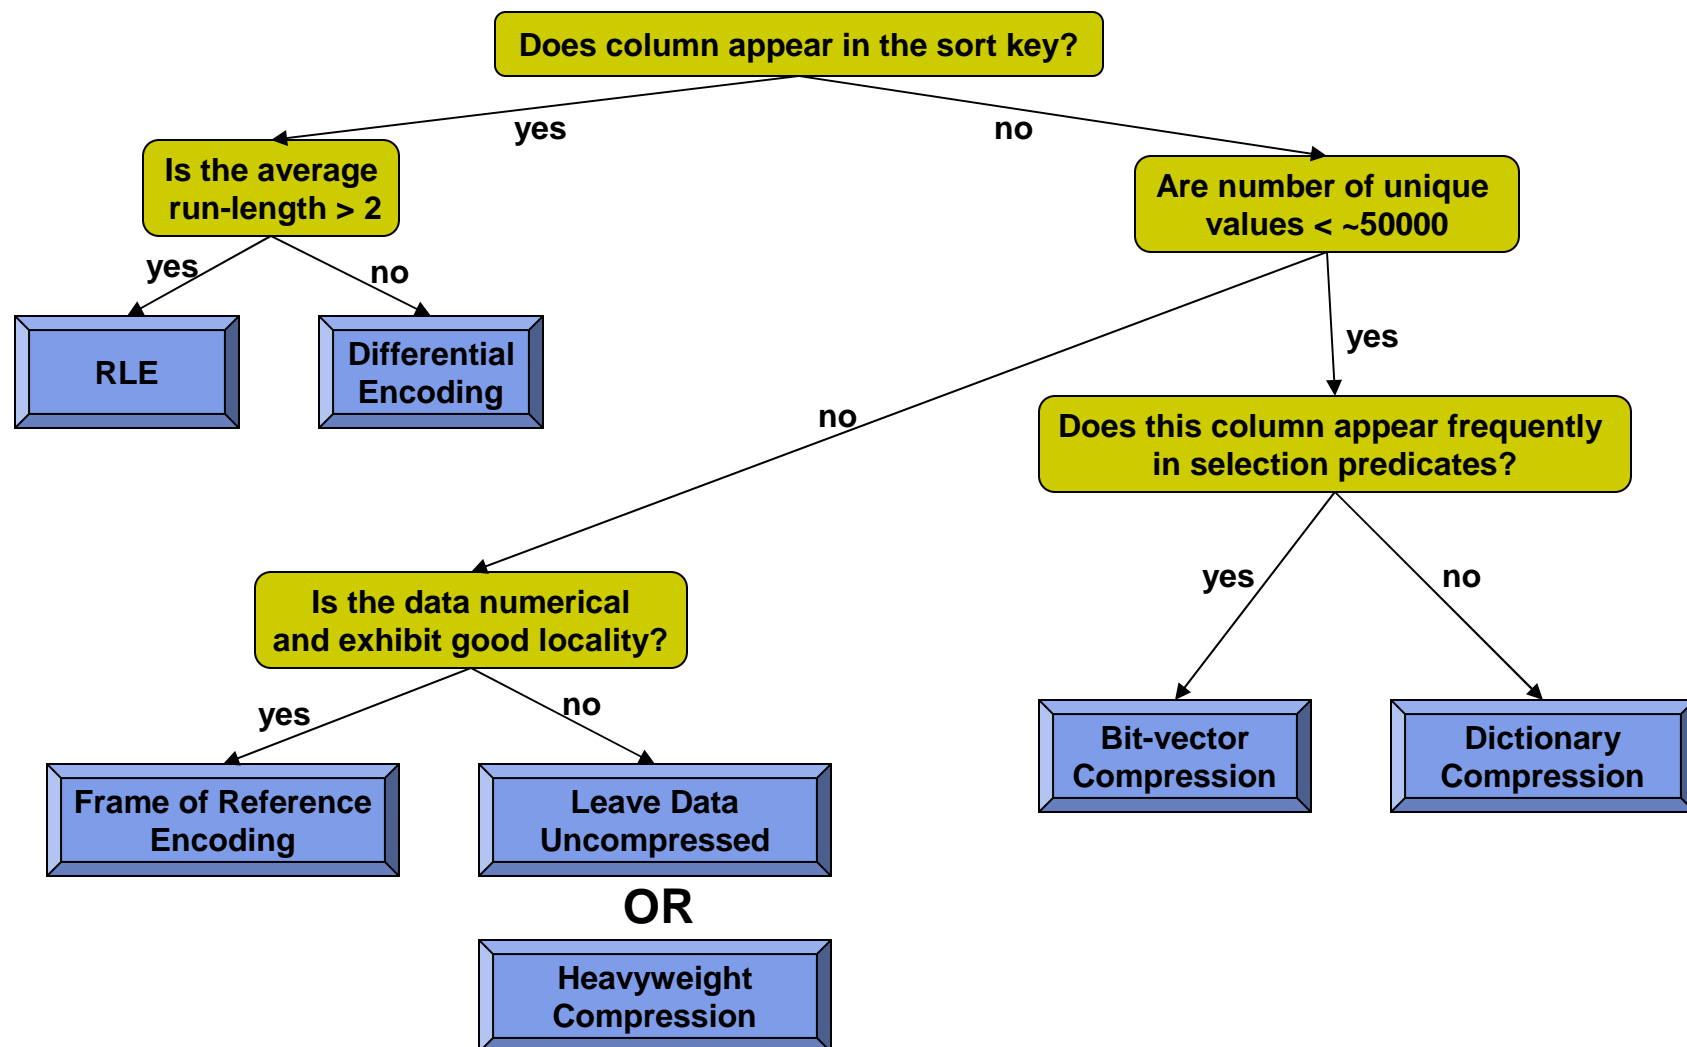 Does column appear in the sort key?
yes
no
Is the average
run-length > 2
Are number of unique
values < ~50000
yes
no
yes
RLE
Differential
Encoding
no
Does this column appear frequently
in selection predicates?
yes
no
Is the data numerical
and exhibit good locality?
yes
no
Bit-vector
Compression
Dictionary
Compression
Frame of Reference
Encoding
Leave Data
Uncompressed
OR
Heavyweight
Compression